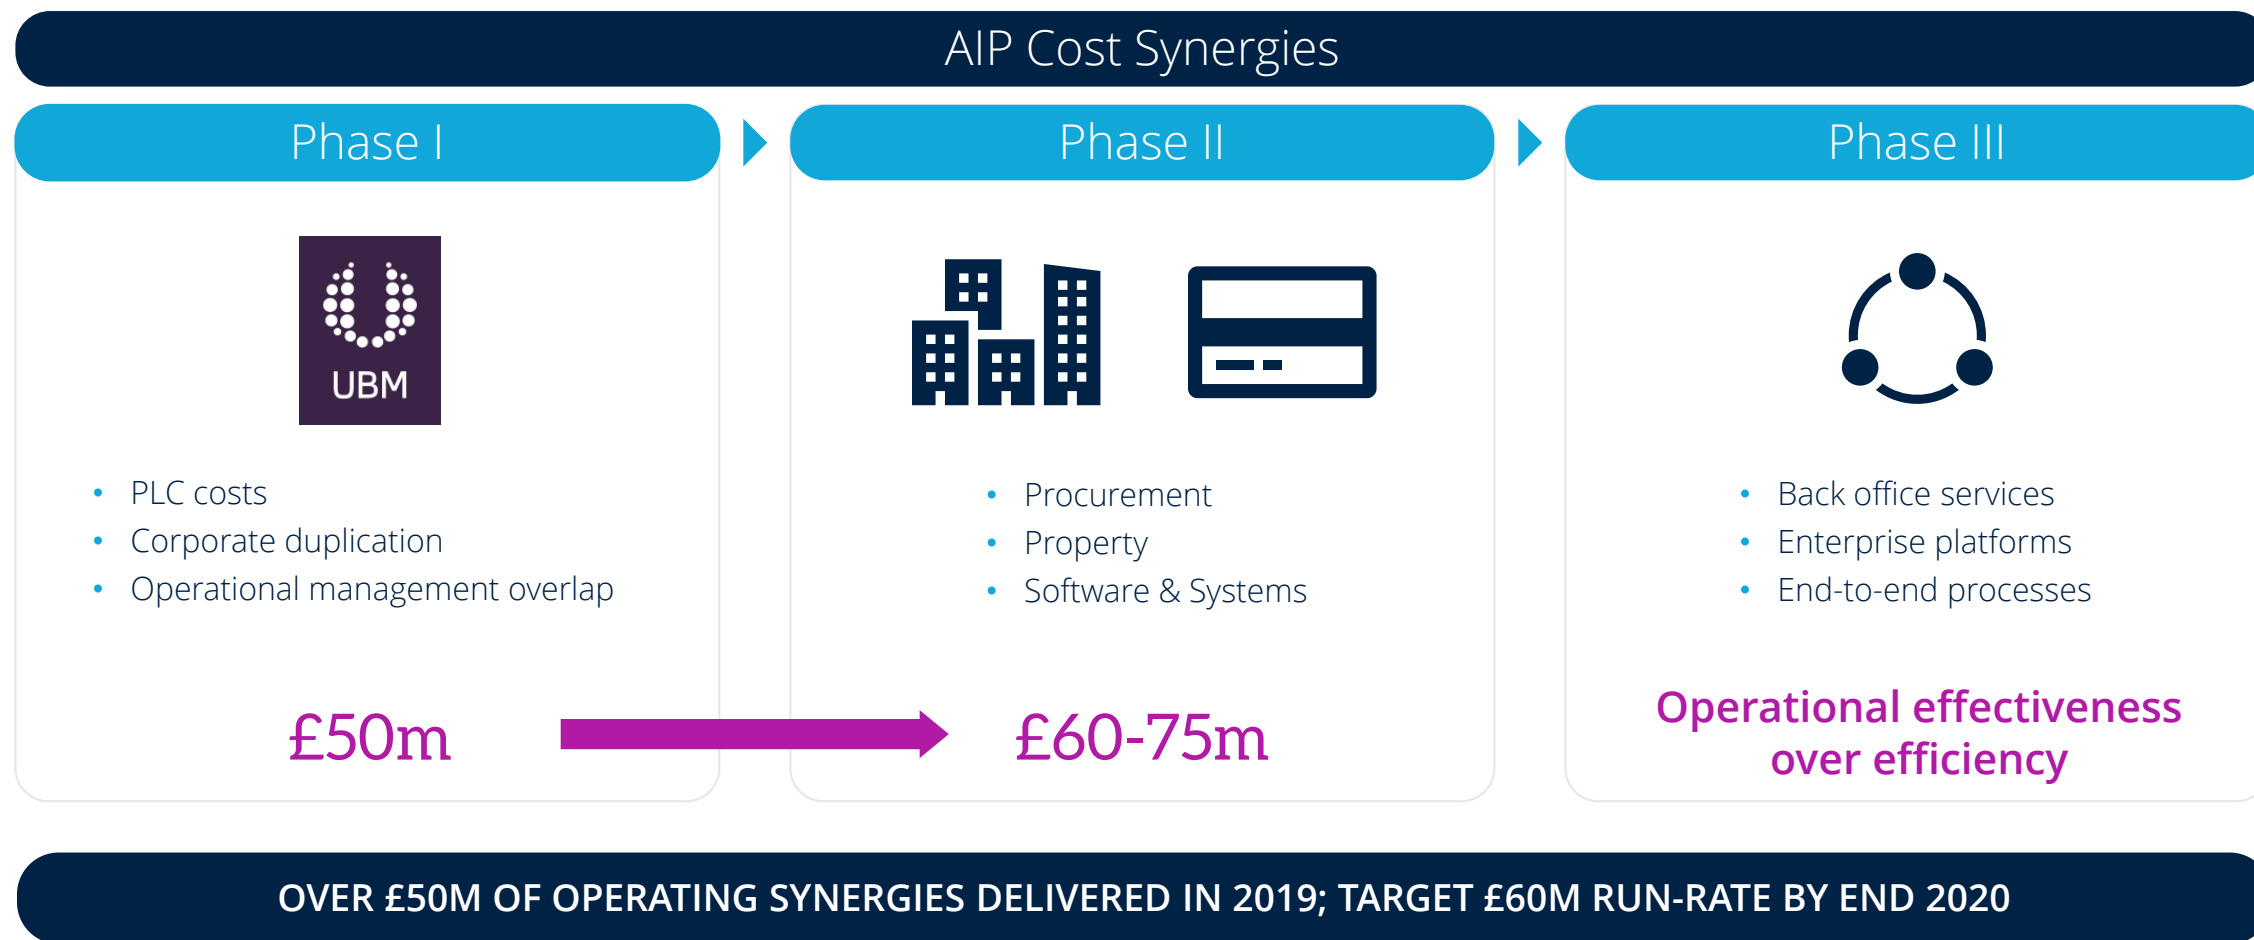 AIP Cost Synergies
Phase I
UBM
• PLC costs
• Corporate duplication
• Operational management overlap
£50m
Phase II
• Procurement
• Property
• Software & Systems
£60-75m
Phase III
• Back office services
• Enterprise platforms
• End-to-end processes
Operational effectiveness
over efficiency
OVER £50M OF OPERATING SYNERGIES DELIVERED IN 2019; TARGET £60M RUN-RATE BY END 2020